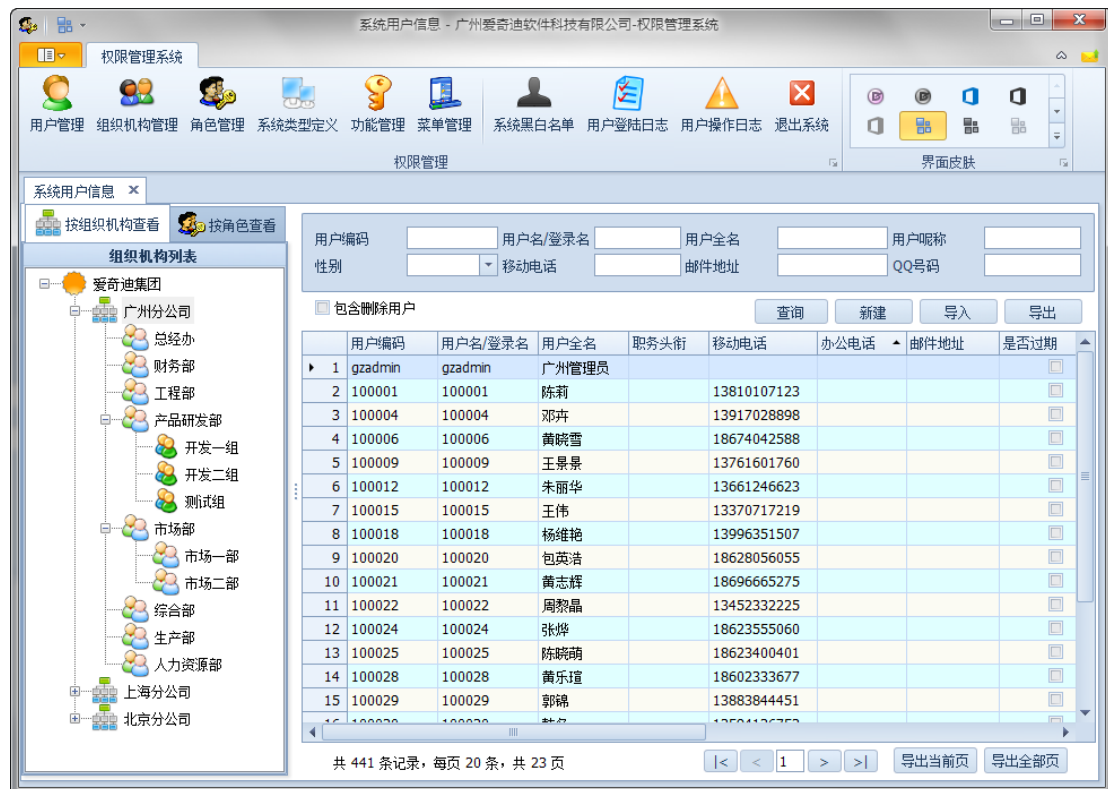 系统用户信息 - 广州爱奇迪软件科技有限公司-权限管理系统
权限管理系统
用户管理 组织机构管理 角色管理 系统类型定义 功能管理 菜单管理 系统黑白名单 用户登陆日志 用户操作日志 退出系统
权限管理 界面皮肤
系统用户信息
按组织机构查看 按角色查看
组织机构列表
爱奇迪集团
广州分公司
总经办
财务部
工程部
产品研发部
开发一组
开发二组
测试组
市场部
市场一部
市场二部
综合部
生产部
人力资源部
上海分公司
北京分公司
用户编码 用户名/登录名 用户全名 用户呢称
性别 移动电话 邮件地址 QQ号码
包含删除用户 查询 新建 导入 导出
用户编码 用户名/登录名 用户全名 职务头衔 移动电话 办公电话 邮件地址 是否过期
1 gzadmin gzadmin 广州管理员
2 100001 100001 陈莉 13810107123
3 100004 100004 邓卉 13917028898
4 100006 100006 黄晓雪 18674042588
5 100009 100009 王景景 13761601760
6 100012 100012 朱丽华 13661246623
7 100015 100015 王伟 13370717219
8 100018 100018 杨维艳 13996351507
9 100020 100020 包英浩 18628056055
10 100021 100021 黄志辉 18696665275
11 100022 100022 周黎晶 13452332225
12 100024 100024 张烨 18623555060
13 100025 100025 陈晓萌 18623400401
14 100028 100028 黄乐瑄 18602333677
15 100029 100029 郭锦 13883844451
共 441 条记录，每页 20 条，共 23 页 |< < 1 > >| 导出当前页 导出全部页